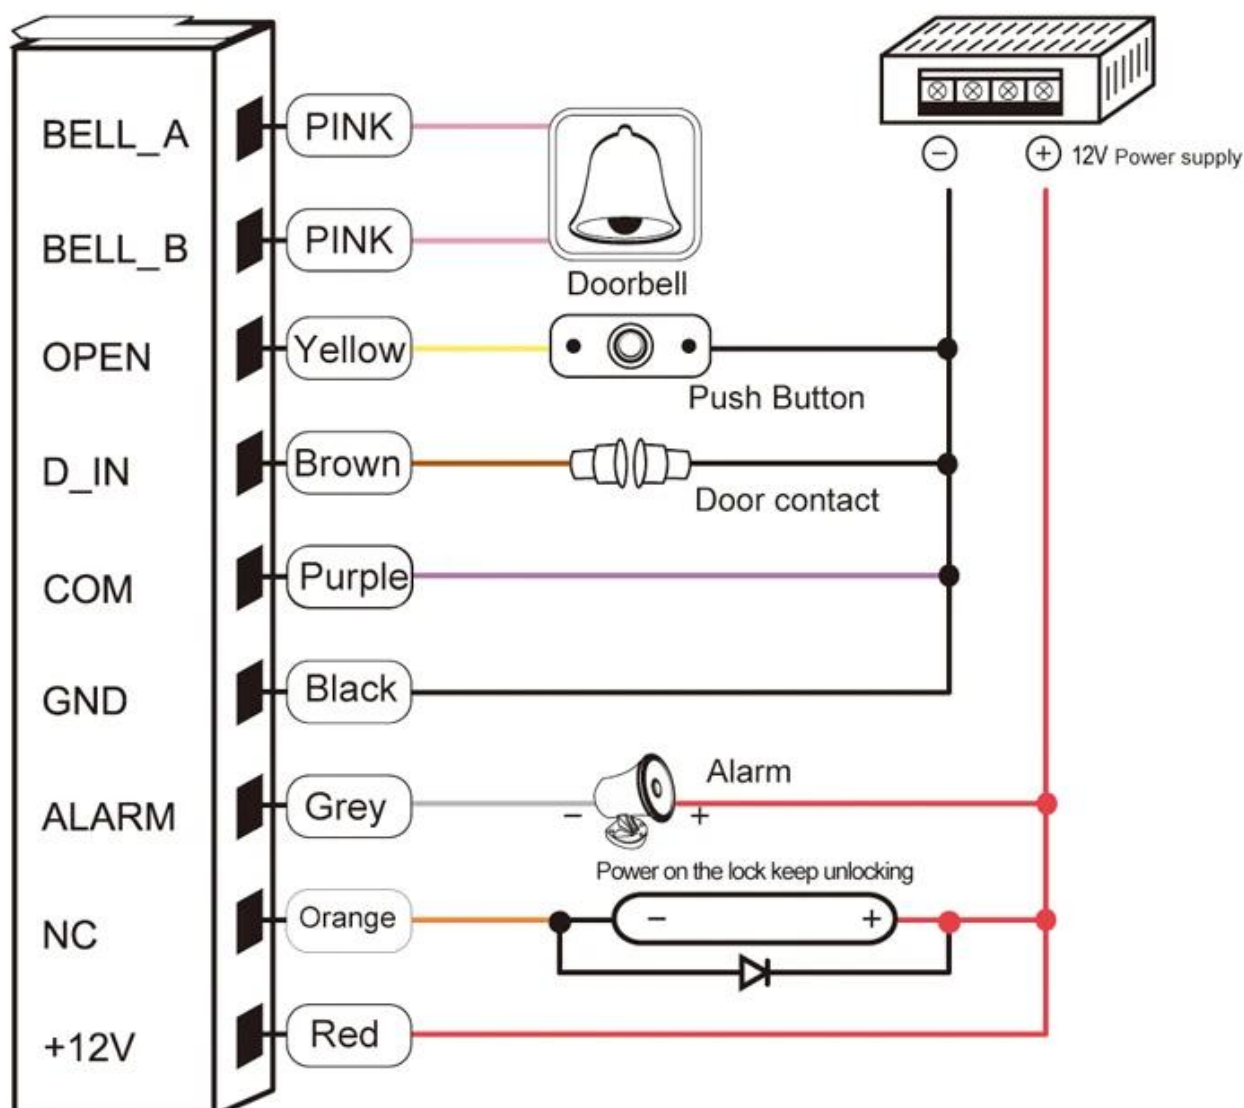 BELL_A
PINK
BELL_B
PINK
Doorbell
− + 12V Power supply
OPEN
Yellow
Push Button
D_IN
Brown
Door contact
COM
Purple
GND
Black
ALARM
Grey
− +
Alarm
Power on the lock keep unlocking
NC
Orange
− +
+12V
Red